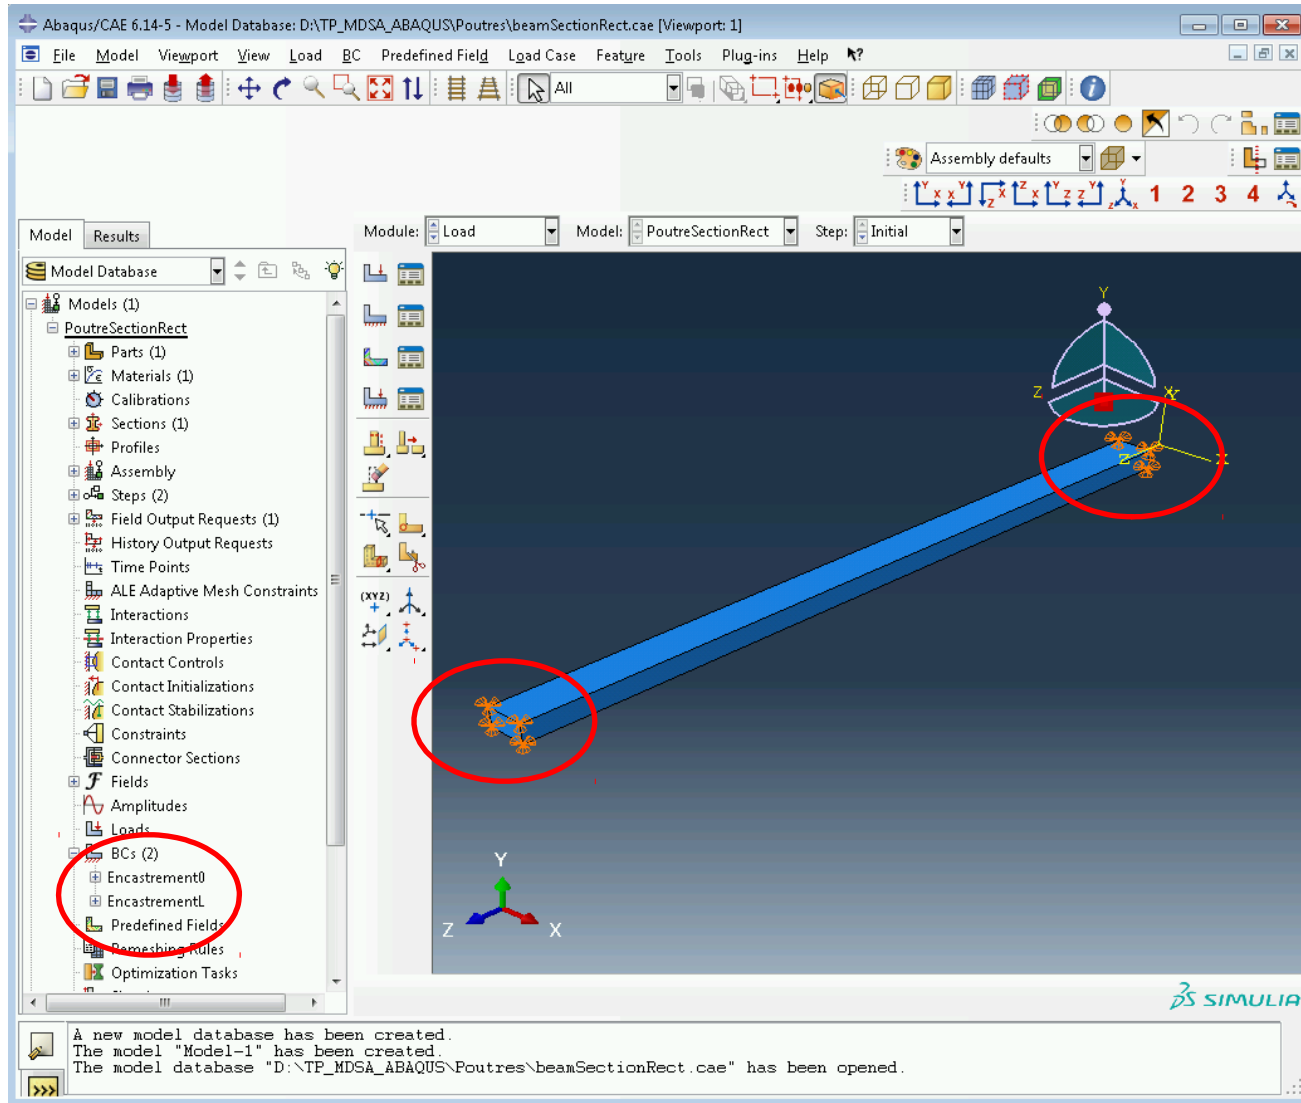 Abaqus/CAE 6.14-5 - Model Database: D:\TP_MDSA_ABAQUS\Poutres\beamSectionRect.cae [Viewport: 1]
File Model Viewport View Load BC Predefined Field Load Case Feature Tools Plug-ins Help
All
Assembly defaults
1 2 3 4
Model Results
Module: Load Model: PoutreSectionRect Step: Initial
Model Database
Models (1)
PoutreSectionRect
Parts (1)
Materials (1)
Calibrations
Sections (1)
Profiles
Assembly
Steps (2)
Field Output Requests (1)
History Output Requests
Time Points
ALE Adaptive Mesh Constraints
Interactions
Interaction Properties
Contact Controls
Contact Initializations
Contact Stabilizations
Constraints
Connector Sections
Fields
Amplitudes
Loads
BCs (2)
Encastrement0
EncastrementL
Predefined Fields
Remeshing Rules
Optimization Tasks
(XYZ)
Y
Z
Z
Y
Z
X
SIMULIA
A new model database has been created.
The model "Model-1" has been created.
The model database "D:\TP_MDSA_ABAQUS\Poutres\beamSectionRect.cae" has been opened.
>>>